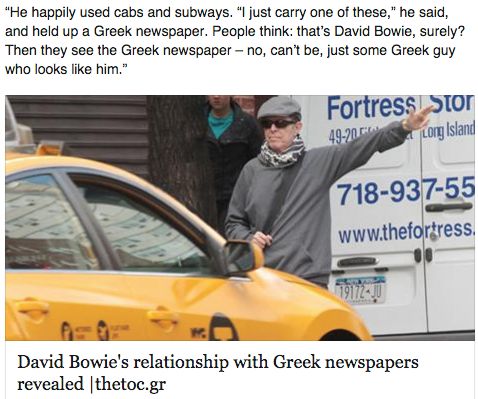 “He happily used cabs and subways. “I just carry one of these,” he said,
and held up a Greek newspaper. People think: that’s David Bowie, surely?
Then they see the Greek newspaper – no, can’t be, just some Greek guy
who looks like him.”
Fortress Stor
49-20 Long Island
718-937-55
www.thefortress.
19172-JU
NYC T
David Bowie's relationship with Greek newspapers
revealed |thetoc.gr